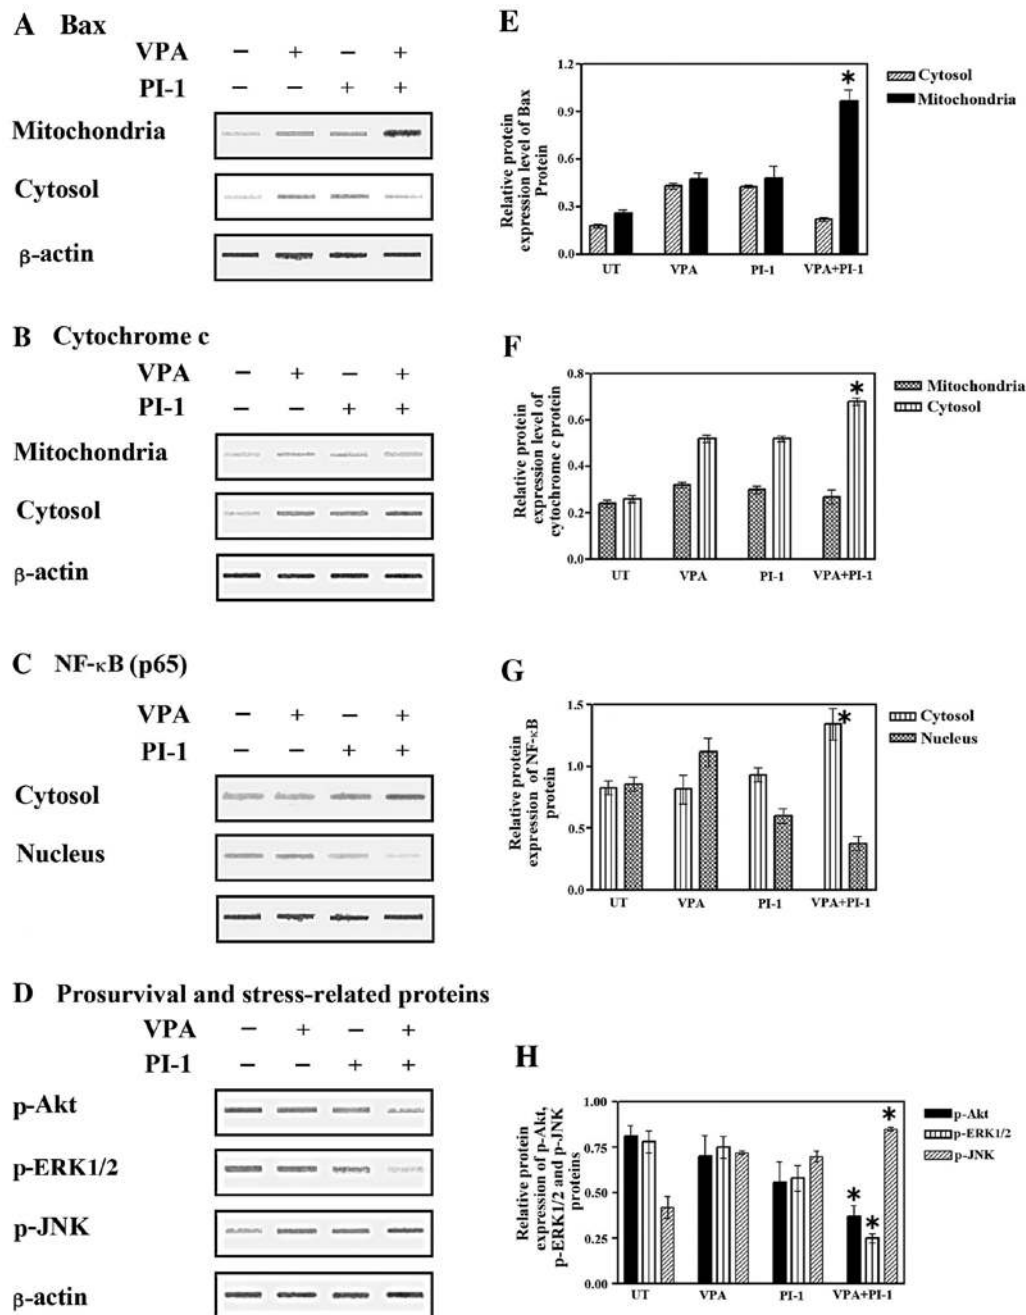 A Bax
VPA − + − +
PI-1 − − + +
Mitochondria
Cytosol
β-actin
E
Relative protein
expression level of Bax
Protein
1.2
0.9
0.6
0.3
0.0
UT VPA PI-1 VPA+PI-1
*
Cytosol
Mitochondria
B Cytochrome c
VPA − + − +
PI-1 − − + +
Mitochondria
Cytosol
β-actin
F
Relative protein
expression level of
cytochrome c protein
0.8
0.6
0.4
0.2
0.0
UT VPA PI-1 VPA+PI-1
*
Mitochondria
Cytosol
C NF-κB (p65)
VPA − + − +
PI-1 − − + +
Cytosol
Nucleus
G
Relative protein
expression of NF-κB
protein
1.5
1.0
0.5
0.0
UT VPA PI-1 VPA+PI-1
*
Cytosol
Nucleus
D Prosurvival and stress-related proteins
VPA − + − +
PI-1 − − + +
p-Akt
p-ERK1/2
p-JNK
β-actin
H
Relative protein
expression of p-Akt,
p-ERK1/2 and p-JNK
proteins
1.00
0.75
0.50
0.25
0.00
UT VPA PI-1 VPA+PI-1
* * *
p-Akt
p-ERK1/2
p-JNK